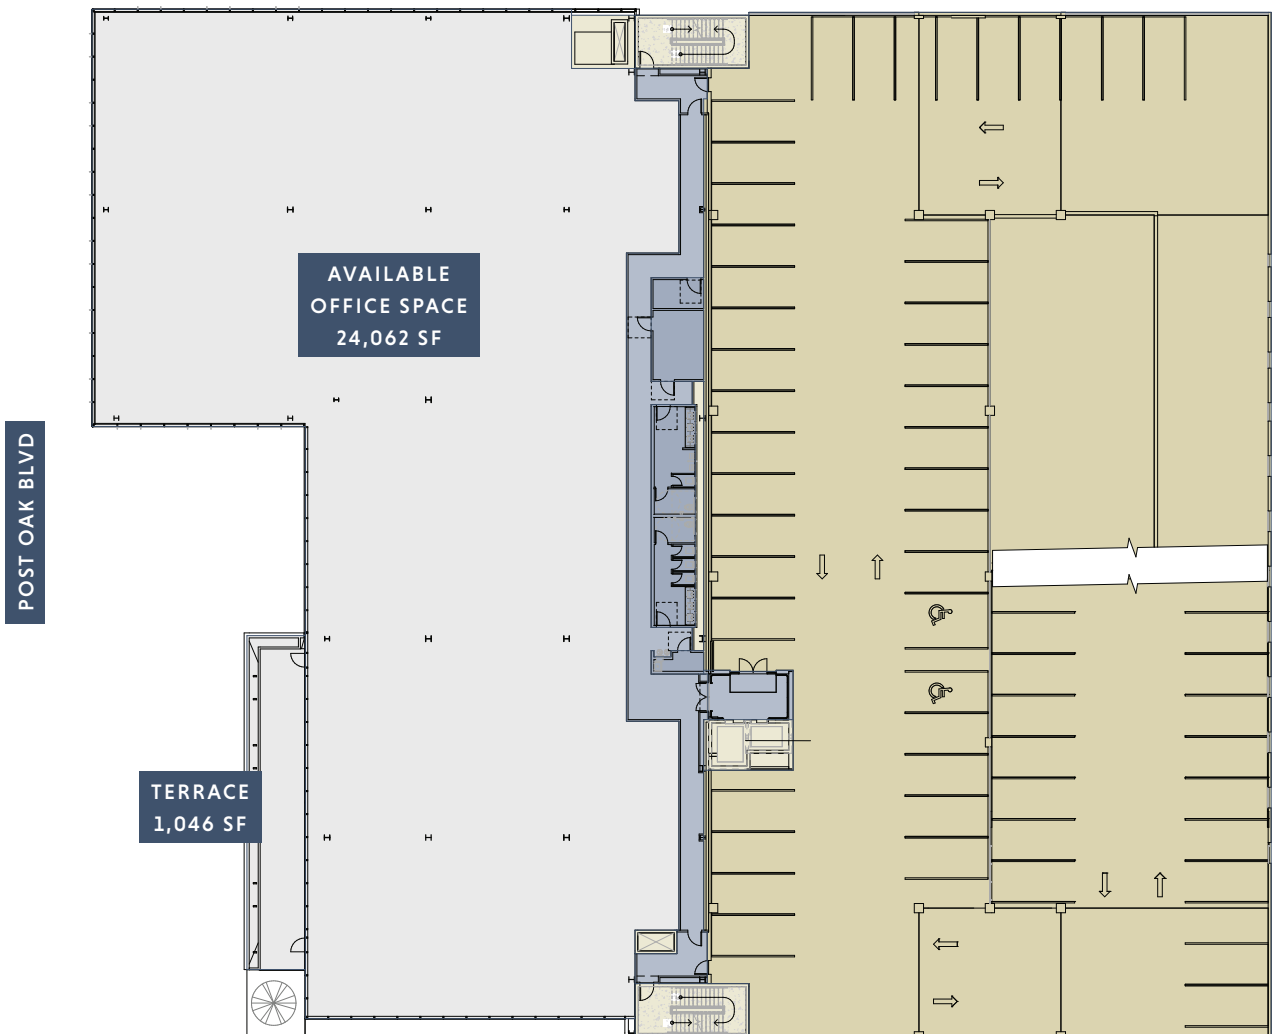 AVAILABLE
OFFICE SPACE
24,062 SF
POST OAK BLVD
TERRACE
1,046 SF